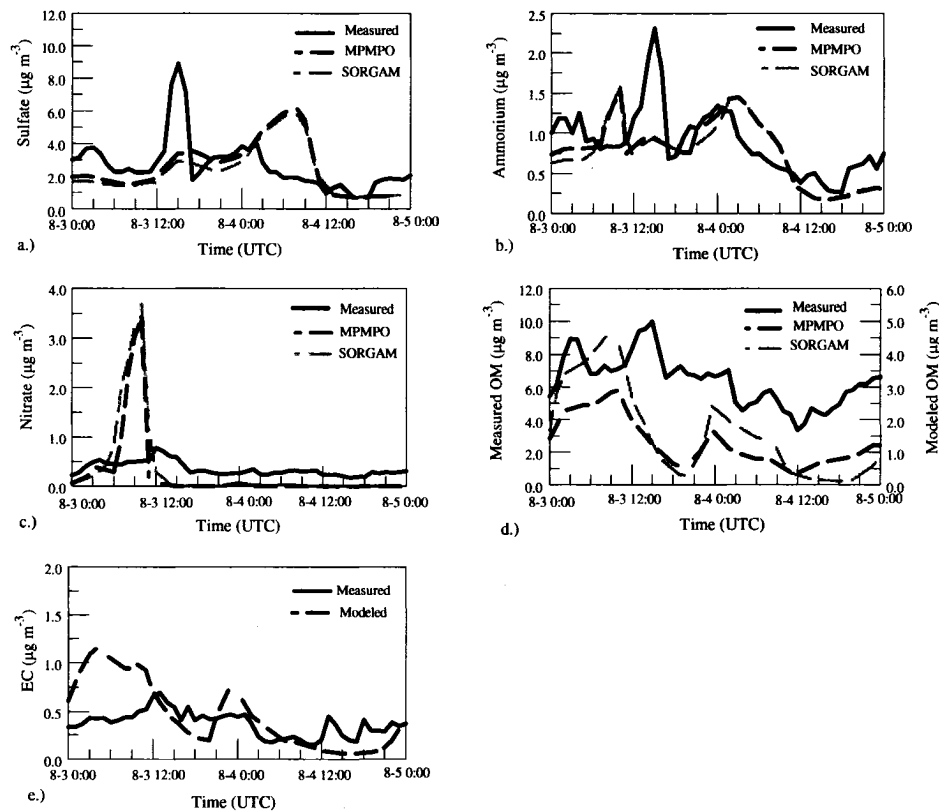 12.0
10.0
8.0
6.0
4.0
2.0
0.0
Sulfate (µg m⁻³)
Measured
MPMPO
SORGAM
8-3 0:00
8-3 12:00
8-4 0:00
8-4 12:00
8-5 0:00
Time (UTC)
a.)
2.5
2.0
1.5
1.0
0.5
0.0
Ammonium (µg m⁻³)
Measured
MPMPO
SORGAM
8-3 0:00
8-3 12:00
8-4 0:00
8-4 12:00
8-5 0:00
Time (UTC)
b.)
4.0
3.0
2.0
1.0
0.0
Nitrate (µg m⁻³)
Measured
MPMPO
SORGAM
8-3 0:00
8-3 12:00
8-4 0:00
8-4 12:00
8-5 0:00
Time (UTC)
c.)
12.0
10.0
8.0
6.0
4.0
2.0
0.0
Measured OM (µg m⁻³)
Measured
MPMPO
SORGAM
6.0
5.0
4.0
3.0
2.0
1.0
0.0
Modeled OM (µg m⁻³)
8-3 0:00
8-3 12:00
8-4 0:00
8-4 12:00
8-5 0:00
Time (UTC)
d.)
2.0
1.5
1.0
0.5
0.0
EC (µg m⁻³)
Measured
Modeled
8-3 0:00
8-3 12:00
8-4 0:00
8-4 12:00
8-5 0:00
Time (UTC)
e.)